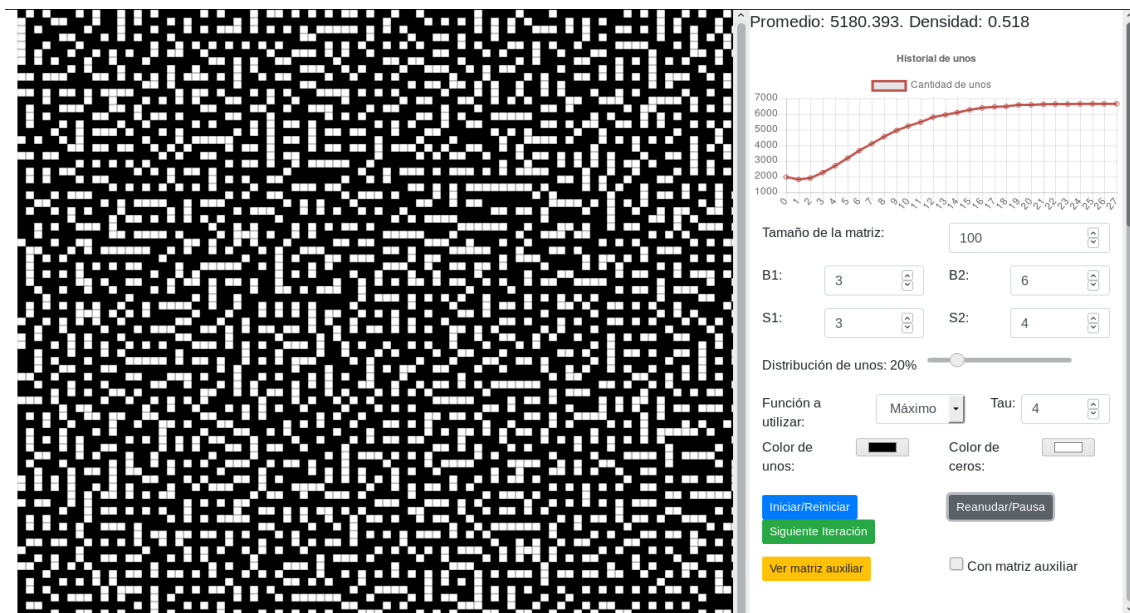 Promedio: 5180.393. Densidad: 0.518
Historial de unos
Cantidad de unos
7000
6000
5000
4000
3000
2000
1000
0 1 2 3 4 5 6 7 8 9 10 11 12 13 14 15 16 17 18 19 20 21 22 23 24 25 26 27
Tamaño de la matriz: 100
B1: 3 B2: 6
S1: 3 S2: 4
Distribución de unos: 20%
Función a utilizar: Máximo Tau: 4
Color de unos: Color de ceros:
Iniciar/Reiniciar Reanudar/Pausa
Siguiente Iteración
Ver matriz auxiliar Con matriz auxiliar